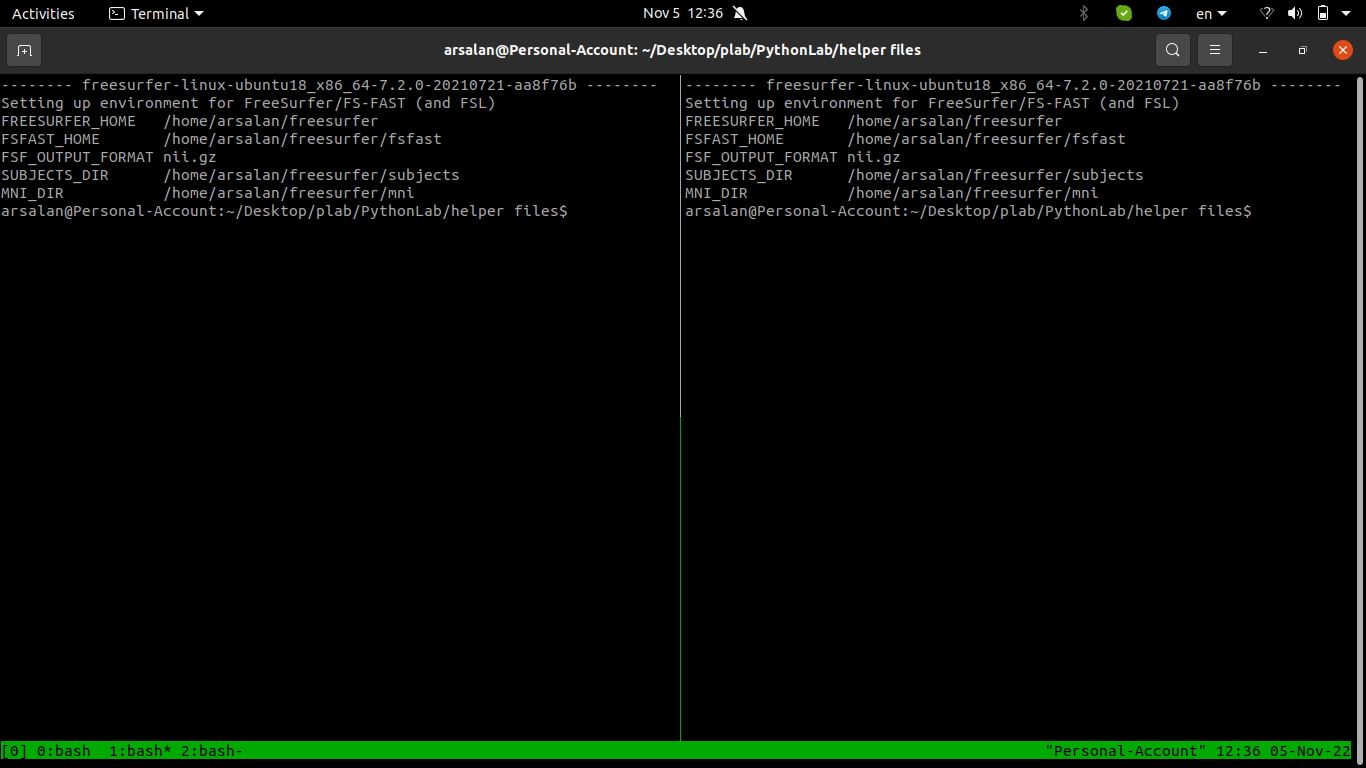 Activities Terminal Nov 5 12:36 en
arsalan@Personal-Account: ~/Desktop/plab/PythonLab/helper files
-------- freesurfer-linux-ubuntu18_x86_64-7.2.0-20210721-aa8f76b --------
Setting up environment for FreeSurfer/FS-FAST (and FSL)
FREESURFER_HOME   /home/arsalan/freesurfer
FSFAST_HOME       /home/arsalan/freesurfer/fsfast
FSF_OUTPUT_FORMAT nii.gz
SUBJECTS_DIR      /home/arsalan/freesurfer/subjects
MNI_DIR           /home/arsalan/freesurfer/mni
arsalan@Personal-Account:~/Desktop/plab/PythonLab/helper files$
-------- freesurfer-linux-ubuntu18_x86_64-7.2.0-20210721-aa8f76b --------
Setting up environment for FreeSurfer/FS-FAST (and FSL)
FREESURFER_HOME   /home/arsalan/freesurfer
FSFAST_HOME       /home/arsalan/freesurfer/fsfast
FSF_OUTPUT_FORMAT nii.gz
SUBJECTS_DIR      /home/arsalan/freesurfer/subjects
MNI_DIR           /home/arsalan/freesurfer/mni
arsalan@Personal-Account:~/Desktop/plab/PythonLab/helper files$
[0] 0:bash  1:bash* 2:bash- "Personal-Account" 12:36 05-Nov-22